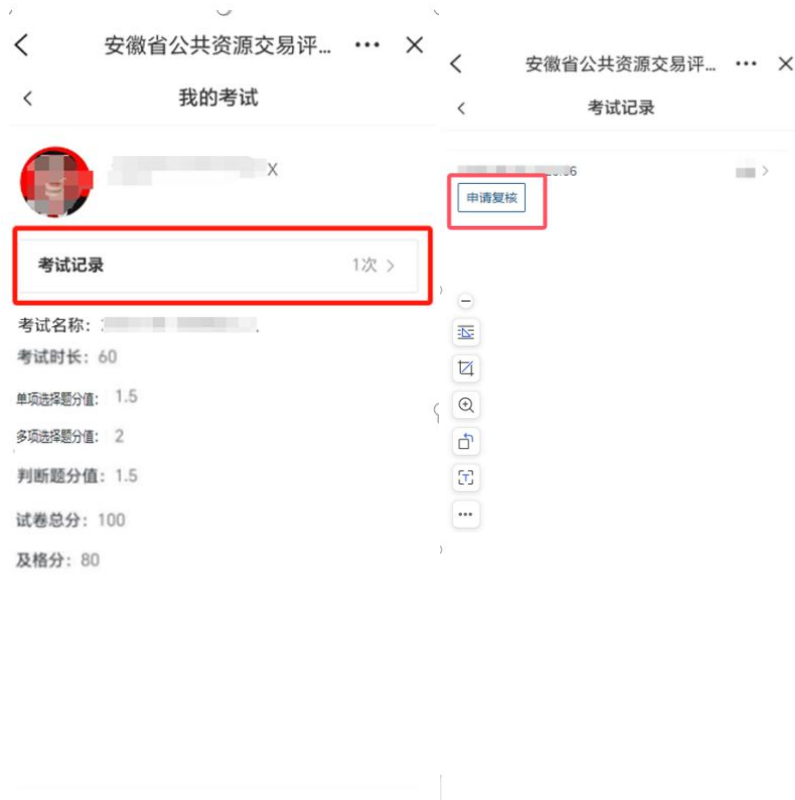 安徽省公共资源交易评...
我的考试
X
考试记录
1次
考试名称：
考试时长：60
单项选择题分值： 1.5
多项选择题分值： 2
判断题分值：1.5
试卷总分：100
及格分：80
安徽省公共资源交易评...
考试记录
申请复核